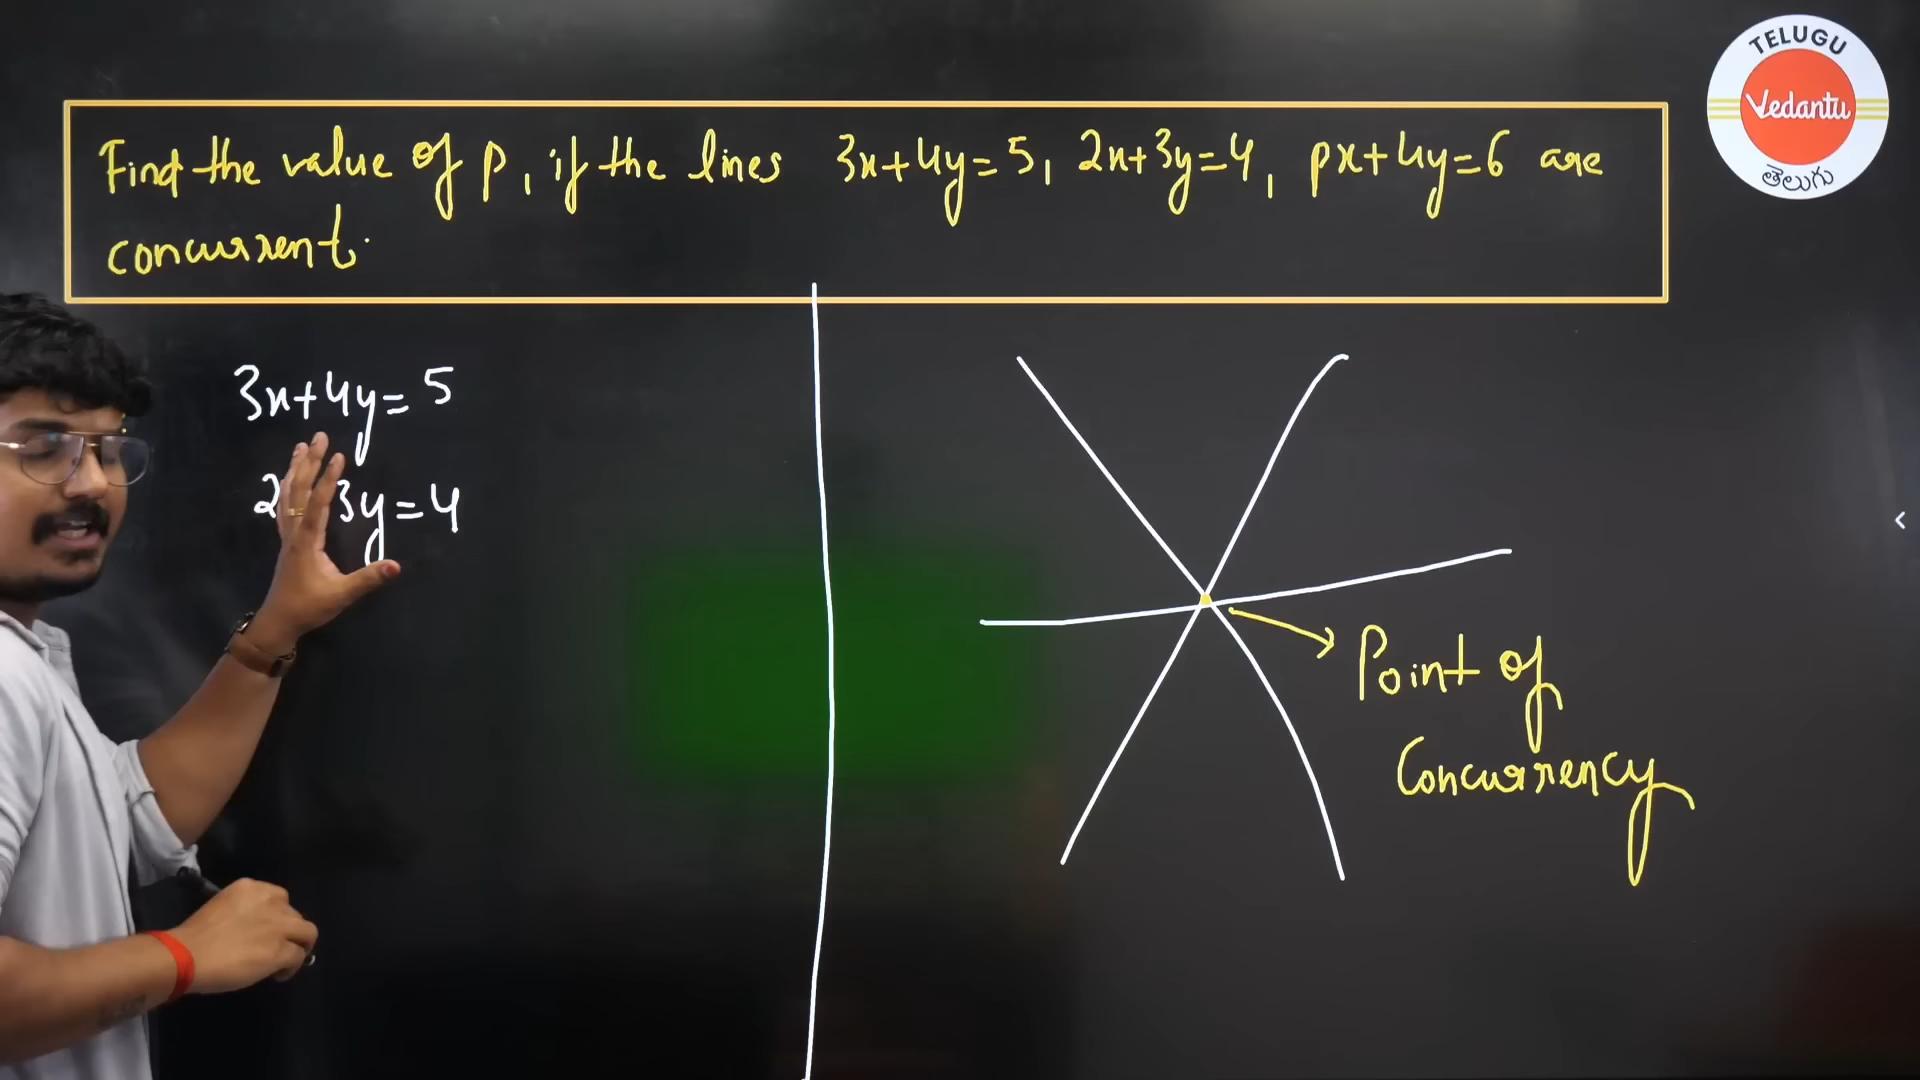 TELUGU
Vedantu
తెలుగు
Find the value of p, if the lines 3x+4y=5, 2x+3y=4, px+4y=6 are
concurrent.
3x+4y=5
2 3y=4
Point of
Concurrency